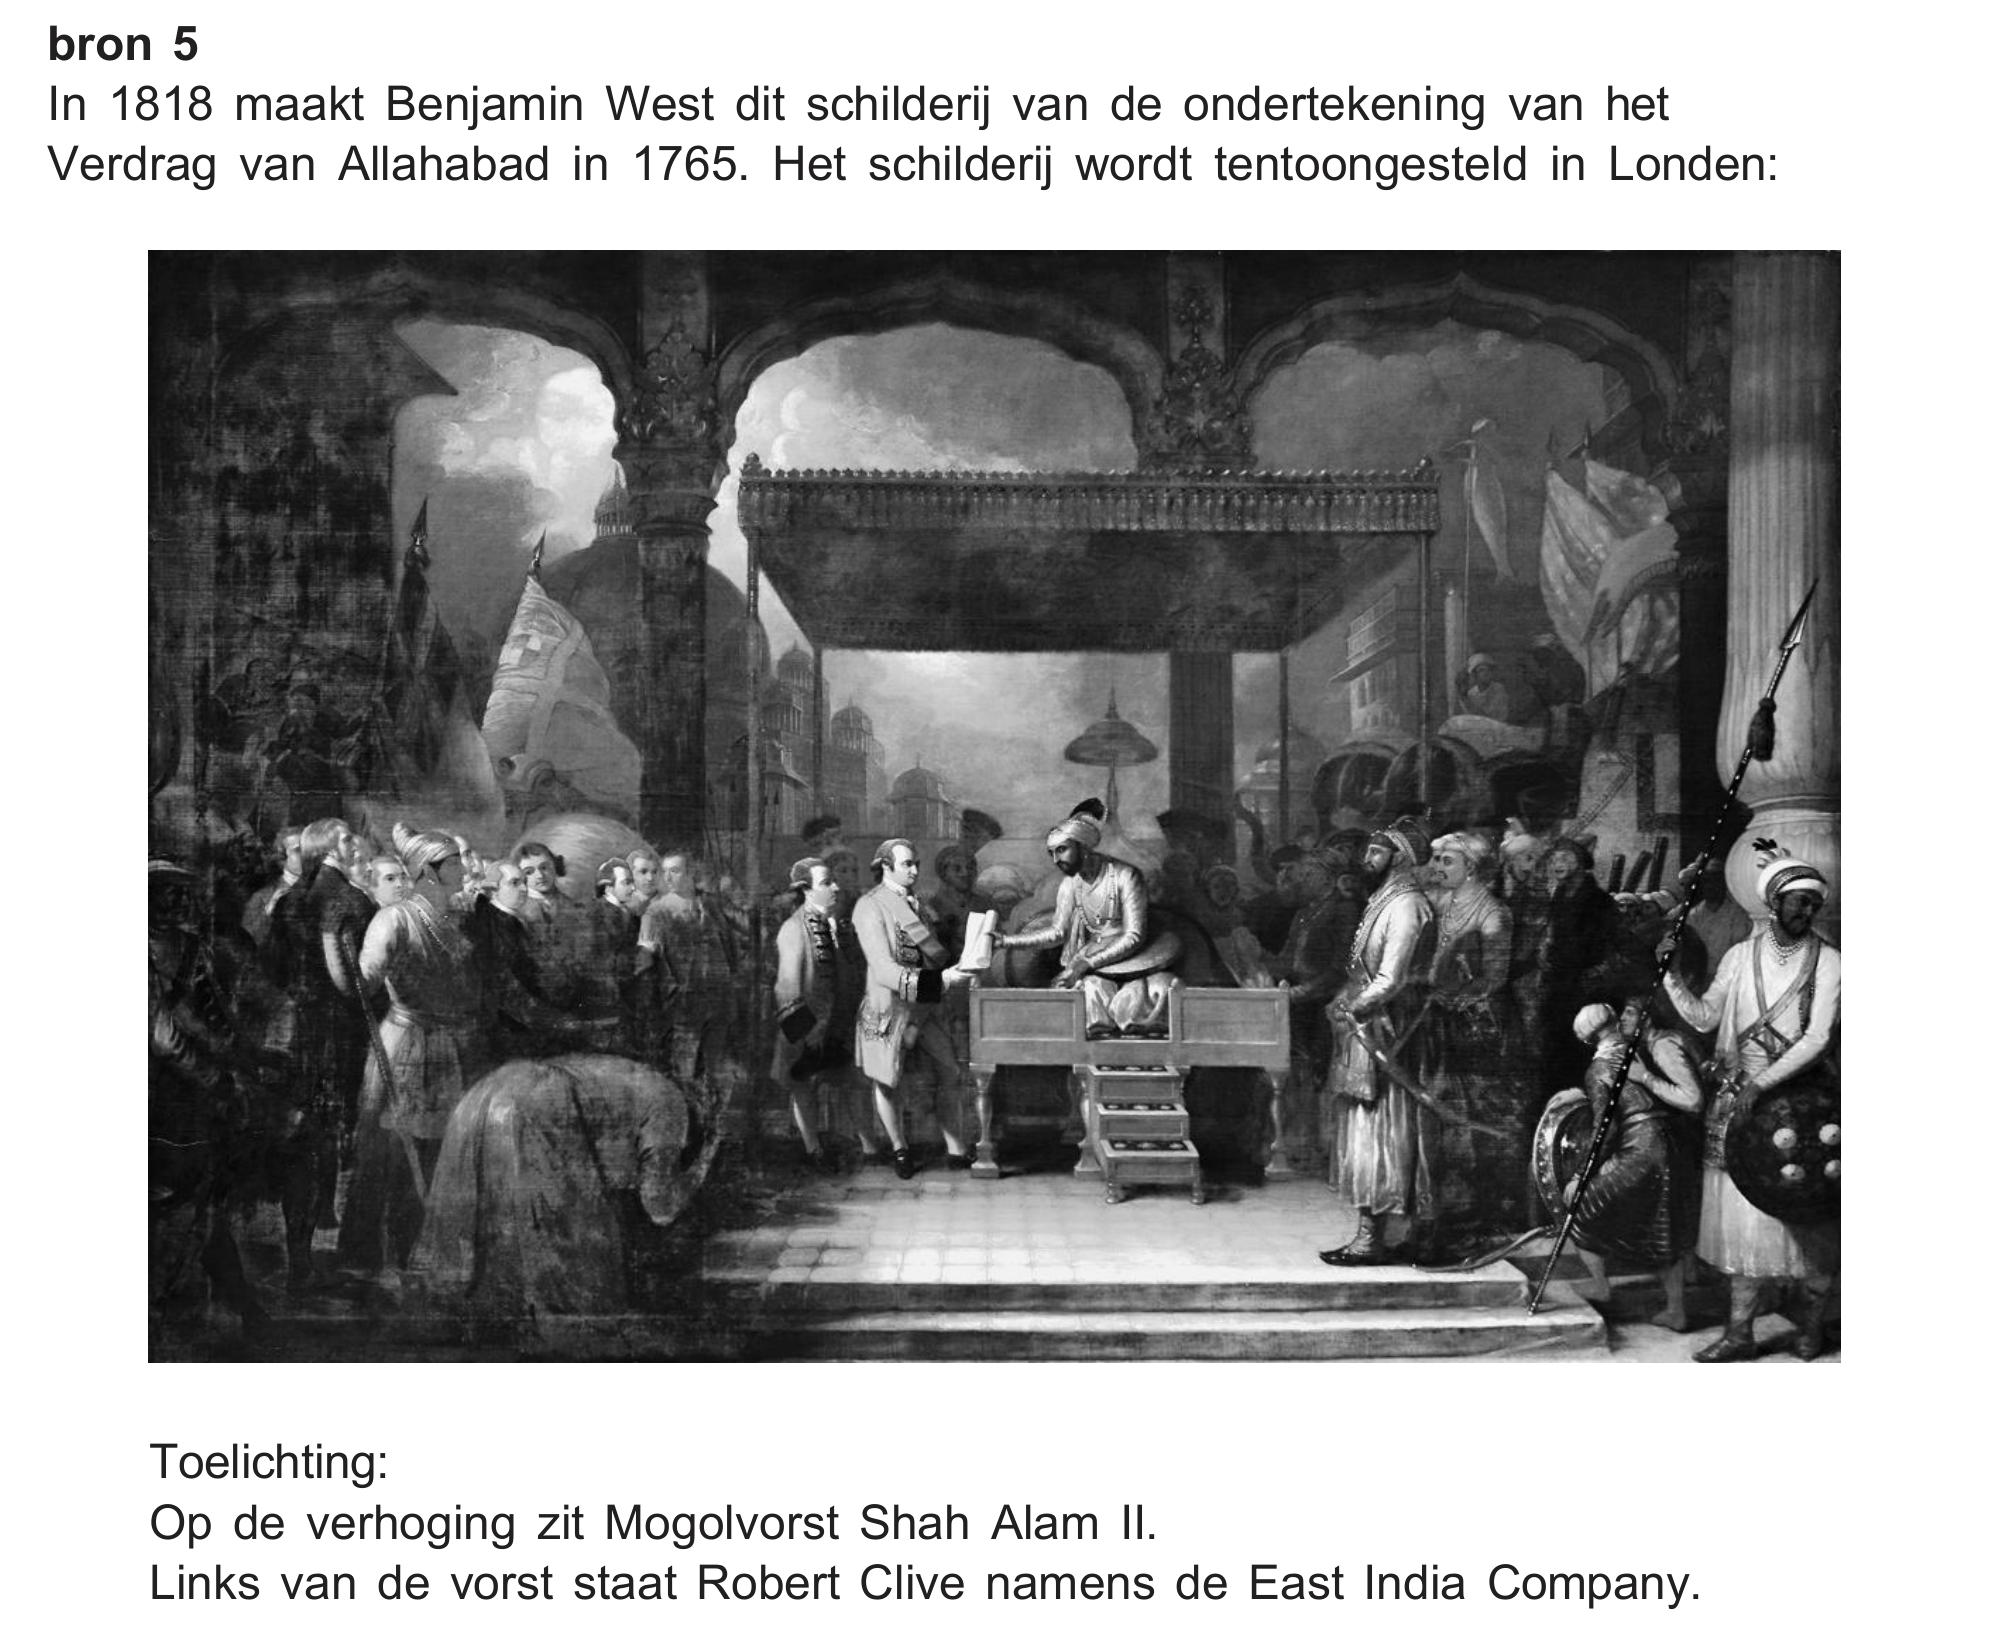 bron 5
In 1818 maakt Benjamin West dit schilderij van de ondertekening van het
Verdrag van Allahabad in 1765. Het schilderij wordt tentoongesteld in Londen:
Toelichting:
Op de verhoging zit Mogolvorst Shah Alam II.
Links van de vorst staat Robert Clive namens de East India Company.